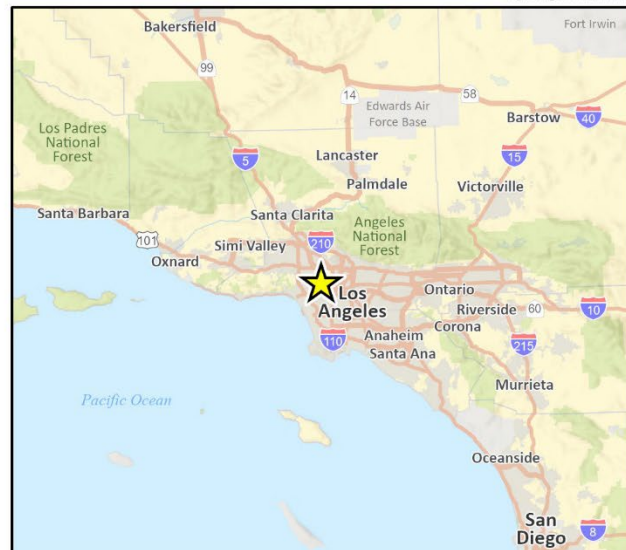 Fort Irwin
Bakersfield
99
14
58
Edwards Air
Force Base
Barstow
40
Los Padres
National
Forest
5
Lancaster
15
Palmdale
Victorville
Santa Barbara
Santa Clarita
Angeles
National
Forest
101
Simi Valley
210
Oxnard
Los
Angeles
Ontario
Riverside
60
10
110
Anaheim
Corona
Santa Ana
215
Murrieta
Pacific Ocean
Oceanside
San
Diego
8